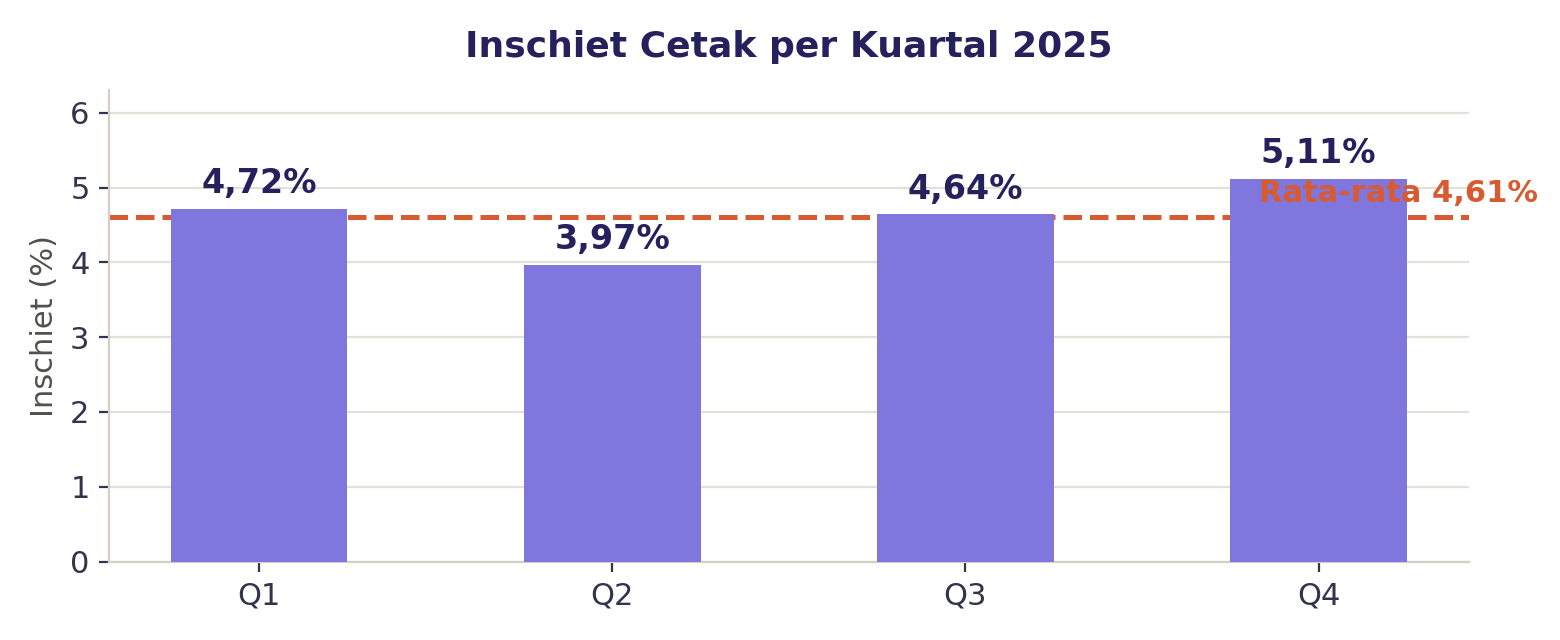 Inschiet Cetak per Kuartal 2025
Inschiet (%)
6
5
4
3
2
1
0
4,72%
3,97%
4,64%
5,11%
Rata-rata 4,61%
Q1
Q2
Q3
Q4